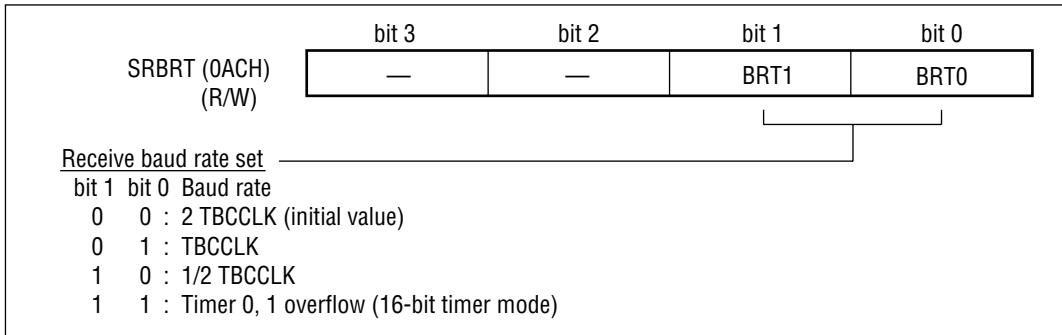 bit 3 bit 2 bit 1 bit 0
SRBRT (0ACH) — — BRT1 BRT0
(R/W)
Receive baud rate set
bit 1 bit 0 Baud rate
0 0 : 2 TBCCLK (initial value)
0 1 : TBCCLK
1 0 : 1/2 TBCCLK
1 1 : Timer 0, 1 overflow (16-bit timer mode)